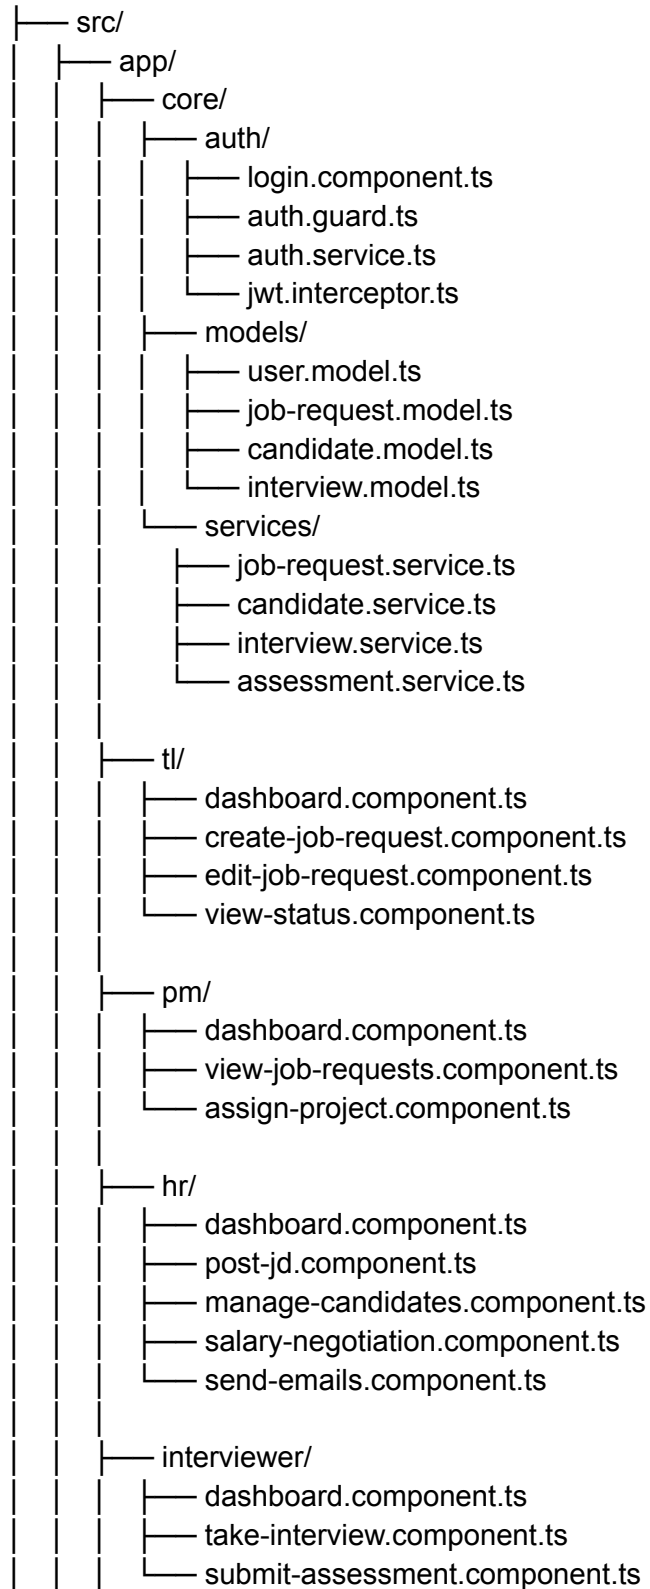 ├── src/
│ ├── app/
│ │ ├── core/
│ │ │ ├── auth/
│ │ │ │ ├── login.component.ts
│ │ │ │ ├── auth.guard.ts
│ │ │ │ ├── auth.service.ts
│ │ │ │ └── jwt.interceptor.ts
│ │ │ ├── models/
│ │ │ │ ├── user.model.ts
│ │ │ │ ├── job-request.model.ts
│ │ │ │ ├── candidate.model.ts
│ │ │ │ └── interview.model.ts
│ │ │ └── services/
│ │ │ ├── job-request.service.ts
│ │ │ ├── candidate.service.ts
│ │ │ ├── interview.service.ts
│ │ │ └── assessment.service.ts
│ │ │
│ │ ├── tl/
│ │ │ ├── dashboard.component.ts
│ │ │ ├── create-job-request.component.ts
│ │ │ ├── edit-job-request.component.ts
│ │ │ └── view-status.component.ts
│ │ │
│ │ ├── pm/
│ │ │ ├── dashboard.component.ts
│ │ │ ├── view-job-requests.component.ts
│ │ │ └── assign-project.component.ts
│ │ │
│ │ ├── hr/
│ │ │ ├── dashboard.component.ts
│ │ │ ├── post-jd.component.ts
│ │ │ ├── manage-candidates.component.ts
│ │ │ ├── salary-negotiation.component.ts
│ │ │ └── send-emails.component.ts
│ │ │
│ │ ├── interviewer/
│ │ │ ├── dashboard.component.ts
│ │ │ ├── take-interview.component.ts
│ │ │ └── submit-assessment.component.ts